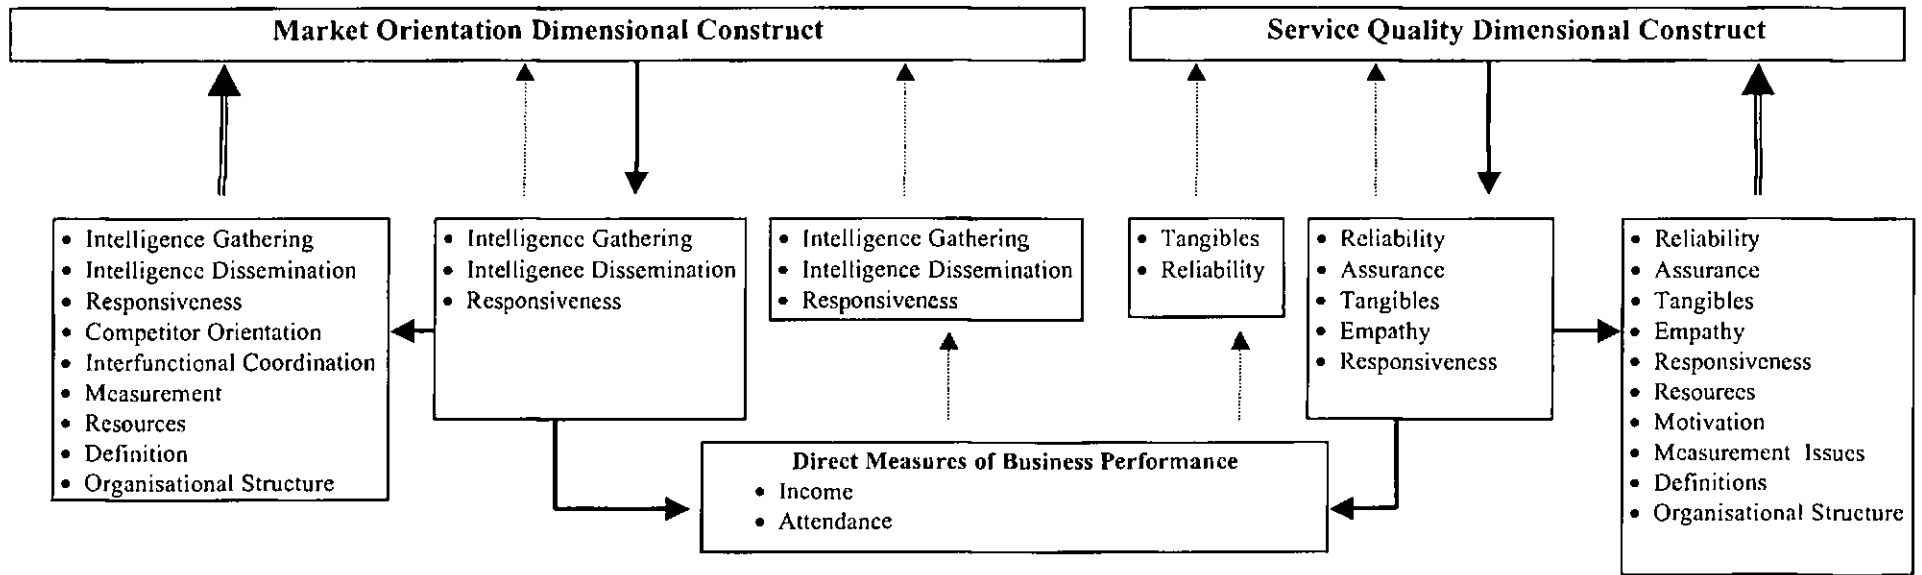 Market Orientation Dimensional Construct
Service Quality Dimensional Construct
• Intelligence Gathering
• Intelligence Dissemination
• Responsiveness
• Competitor Orientation
• Interfunctional Coordination
• Measurement
• Resources
• Definition
• Organisational Structure
• Intelligence Gathering
• Intelligence Dissemination
• Responsiveness
• Intelligence Gathering
• Intelligence Dissemination
• Responsiveness
• Tangibles
• Reliability
• Reliability
• Assurance
• Tangibles
• Empathy
• Responsiveness
• Reliability
• Assurance
• Tangibles
• Empathy
• Responsiveness
• Resources
• Motivation
• Measurement Issues
• Definitions
• Organisational Structure
Direct Measures of Business Performance
• Income
• Attendance